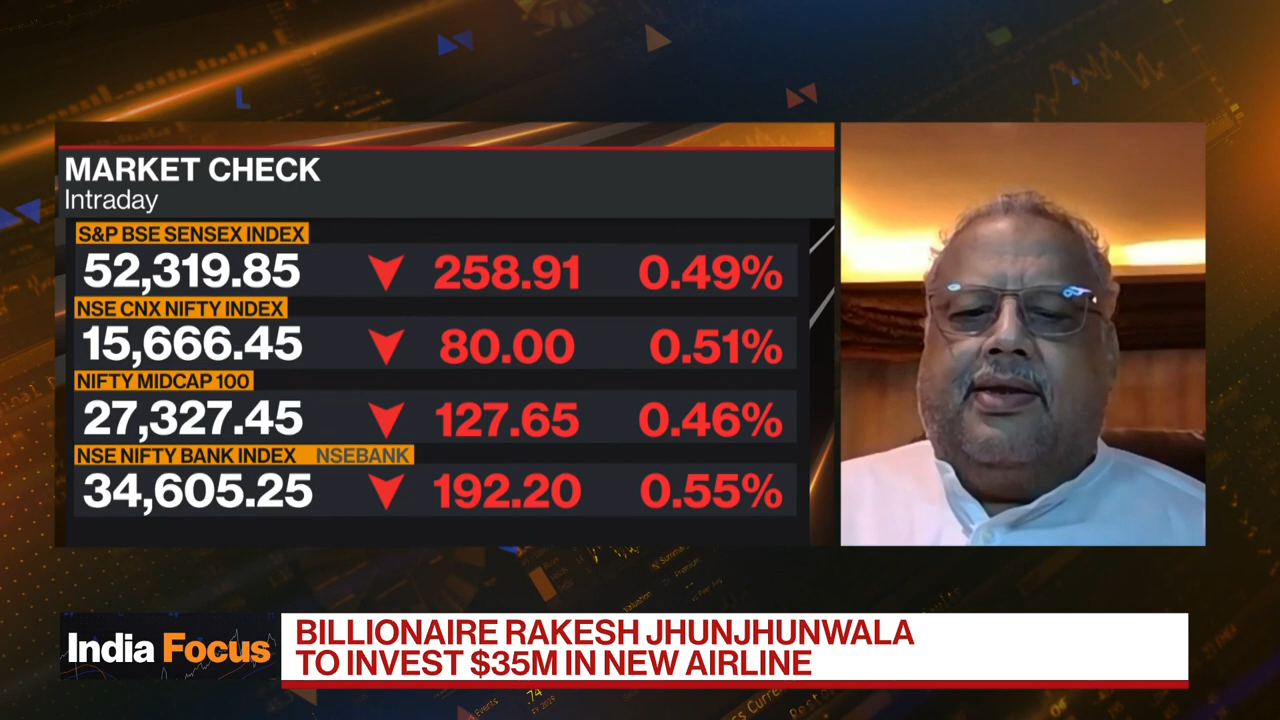 MARKET CHECK
Intraday
S&P BSE SENSEX INDEX
52,319.85 258.91 0.49%
NSE CNX NIFTY INDEX
15,666.45 80.00 0.51%
NIFTY MIDCAP 100
27,327.45 127.65 0.46%
NSE NIFTY BANK INDEX NSEBANK
34,605.25 192.20 0.55%
India Focus
BILLIONAIRE RAKESH JHUNJHUNWALA
TO INVEST $35M IN NEW AIRLINE